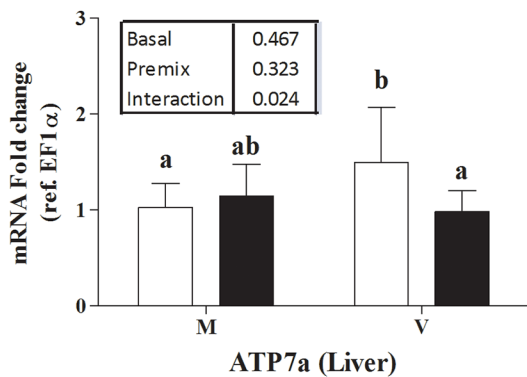 Basal 0.467
Premix 0.323
Interaction 0.024
mRNA Fold change
(ref. EF1α)
3
2
1
0
a
ab
b
a
M
V
ATP7a (Liver)